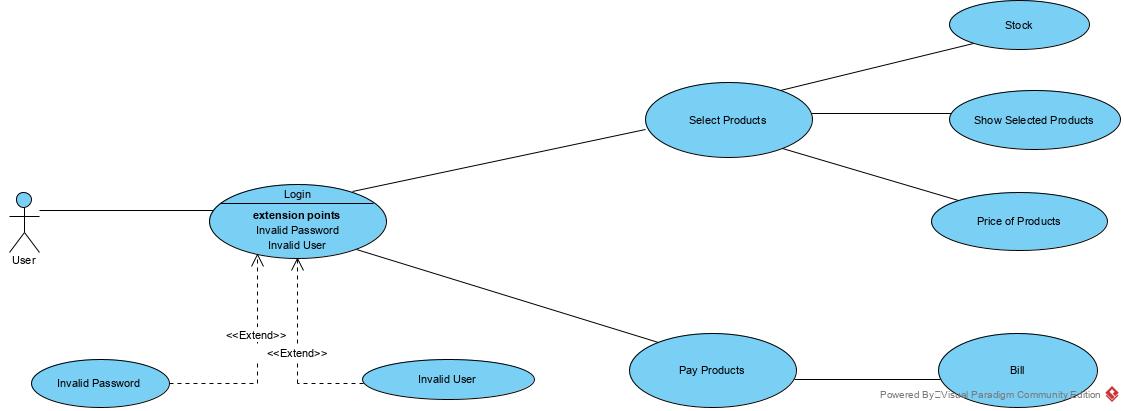 Stock
Select Products
Show Selected Products
Login
extension points
Invalid Password
Invalid User
Price of Products
User
<<Extend>>
<<Extend>>
Invalid Password
Invalid User
Pay Products
Bill
Powered By Visual Paradigm Community Edition